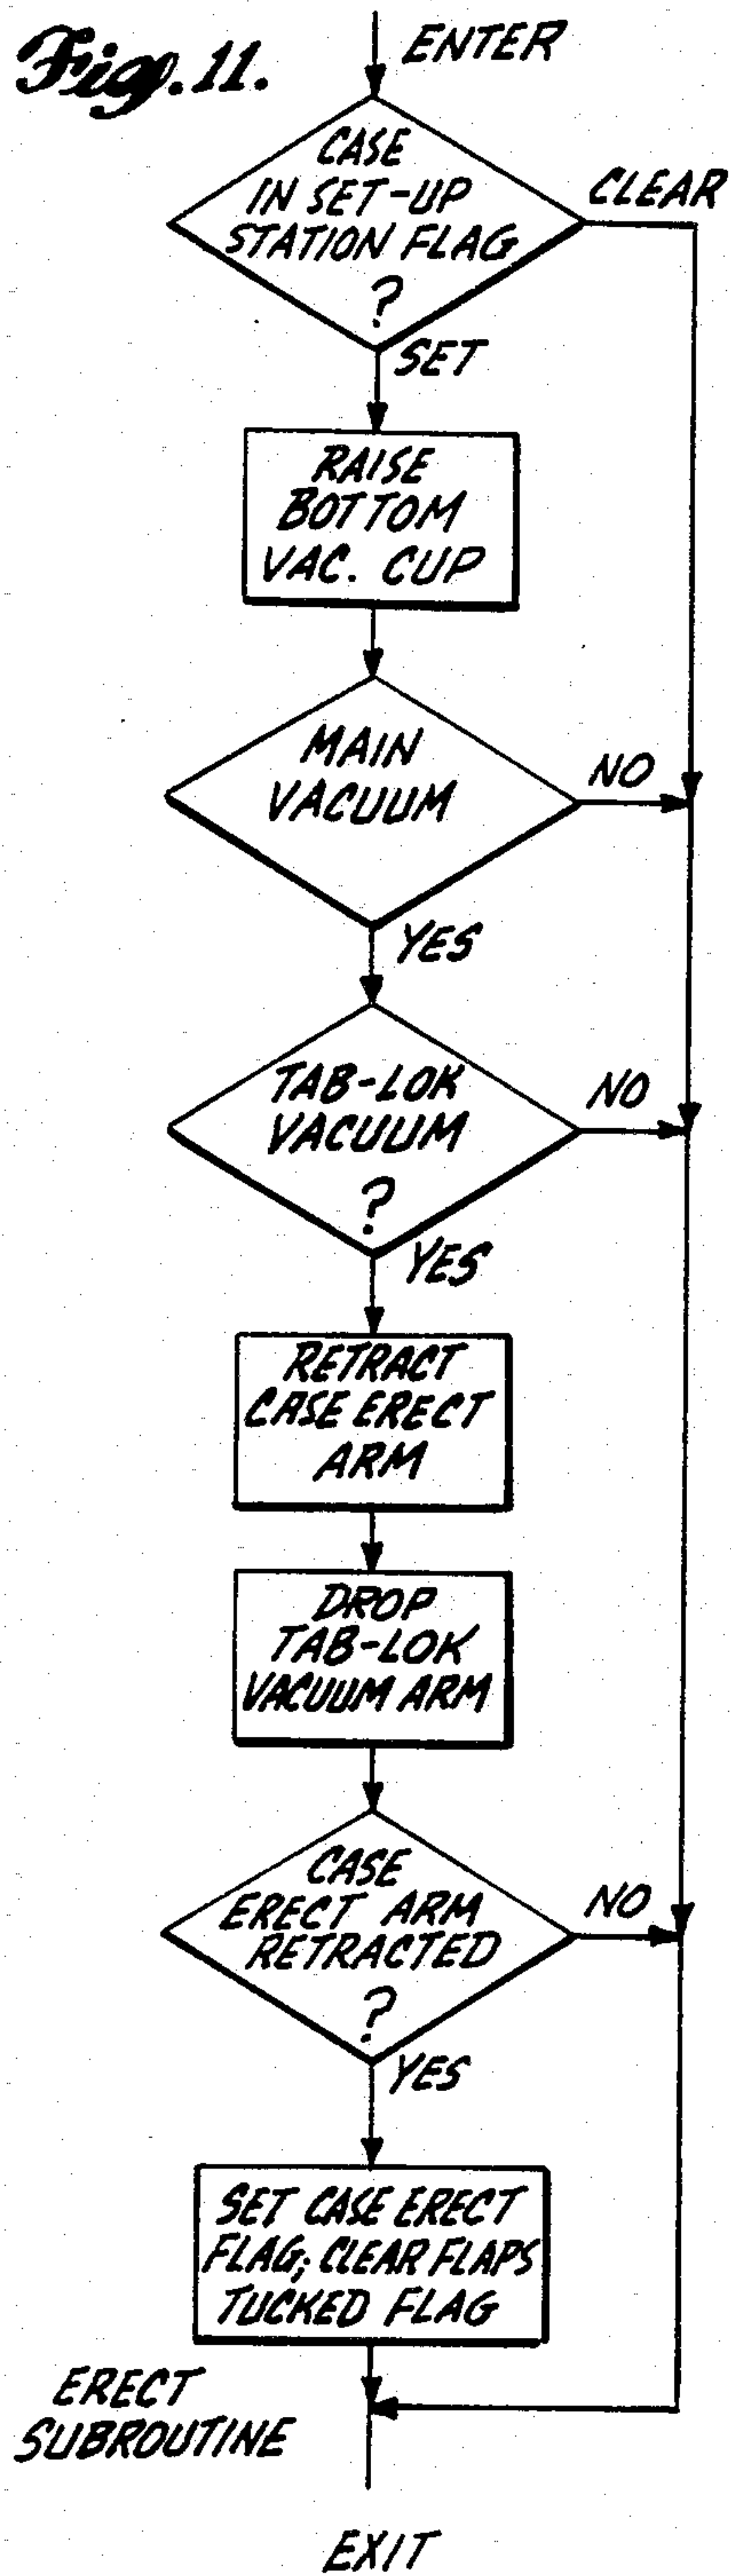 Fig. 11.
ENTER
CASE
IN SET-UP
STATION FLAG
?
CLEAR
SET
RAISE
BOTTOM
VAC. CUP
MAIN
VACUUM
NO
YES
TAB-LOK
VACUUM
?
NO
YES
RETRACT
CASE ERECT
ARM
DROP
TAB-LOK
VACUUM ARM
CASE
ERECT ARM
RETRACTED
?
NO
YES
SET CASE ERECT
FLAG; CLEAR FLAPS
TUCKED FLAG
ERECT
SUBROUTINE
EXIT